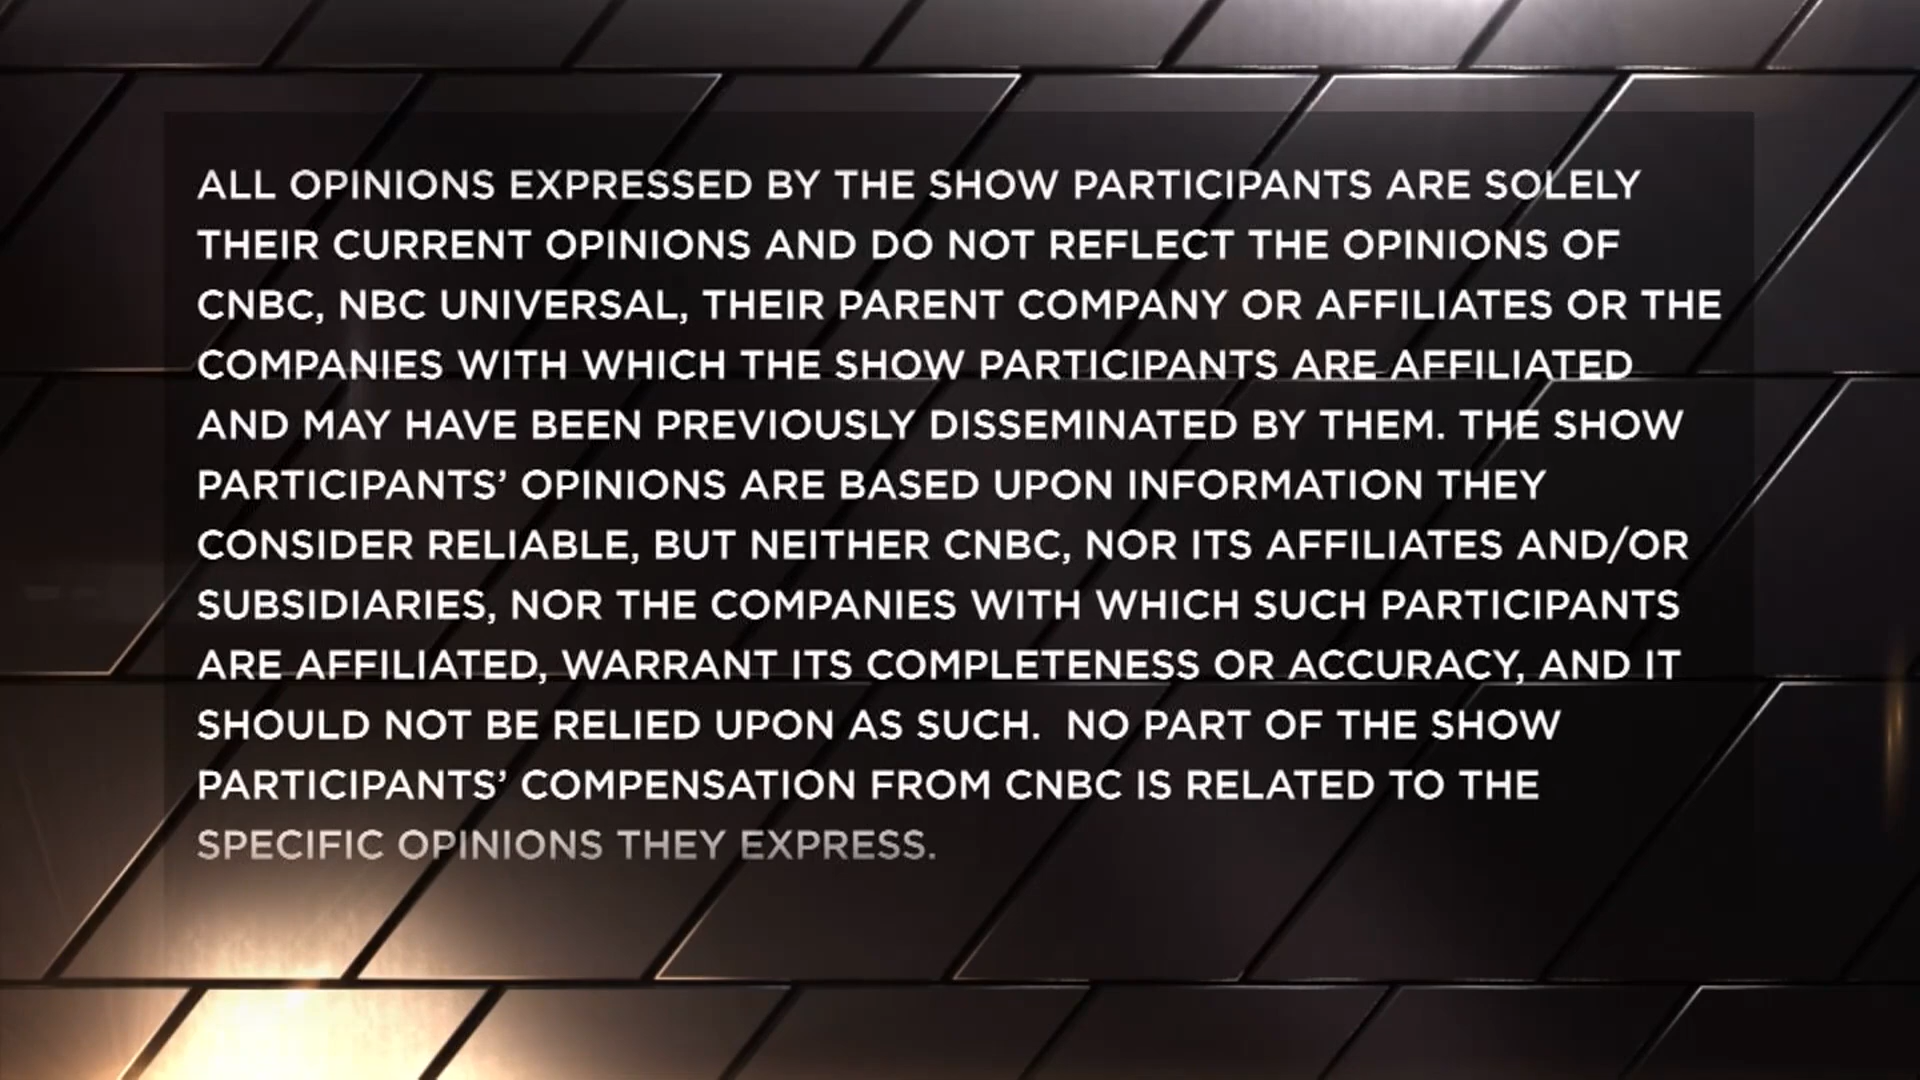 ALL OPINIONS EXPRESSED BY THE SHOW PARTICIPANTS ARE SOLELY
THEIR CURRENT OPINIONS AND DO NOT REFLECT THE OPINIONS OF
CNBC, NBC UNIVERSAL, THEIR PARENT COMPANY OR AFFILIATES OR THE
COMPANIES WITH WHICH THE SHOW PARTICIPANTS ARE AFFILIATED
AND MAY HAVE BEEN PREVIOUSLY DISSEMINATED BY THEM. THE SHOW
PARTICIPANTS’ OPINIONS ARE BASED UPON INFORMATION THEY
CONSIDER RELIABLE, BUT NEITHER CNBC, NOR ITS AFFILIATES AND/OR
SUBSIDIARIES, NOR THE COMPANIES WITH WHICH SUCH PARTICIPANTS
ARE AFFILIATED, WARRANT ITS COMPLETENESS OR ACCURACY, AND IT
SHOULD NOT BE RELIED UPON AS SUCH.  NO PART OF THE SHOW
PARTICIPANTS’ COMPENSATION FROM CNBC IS RELATED TO THE
SPECIFIC OPINIONS THEY EXPRESS.